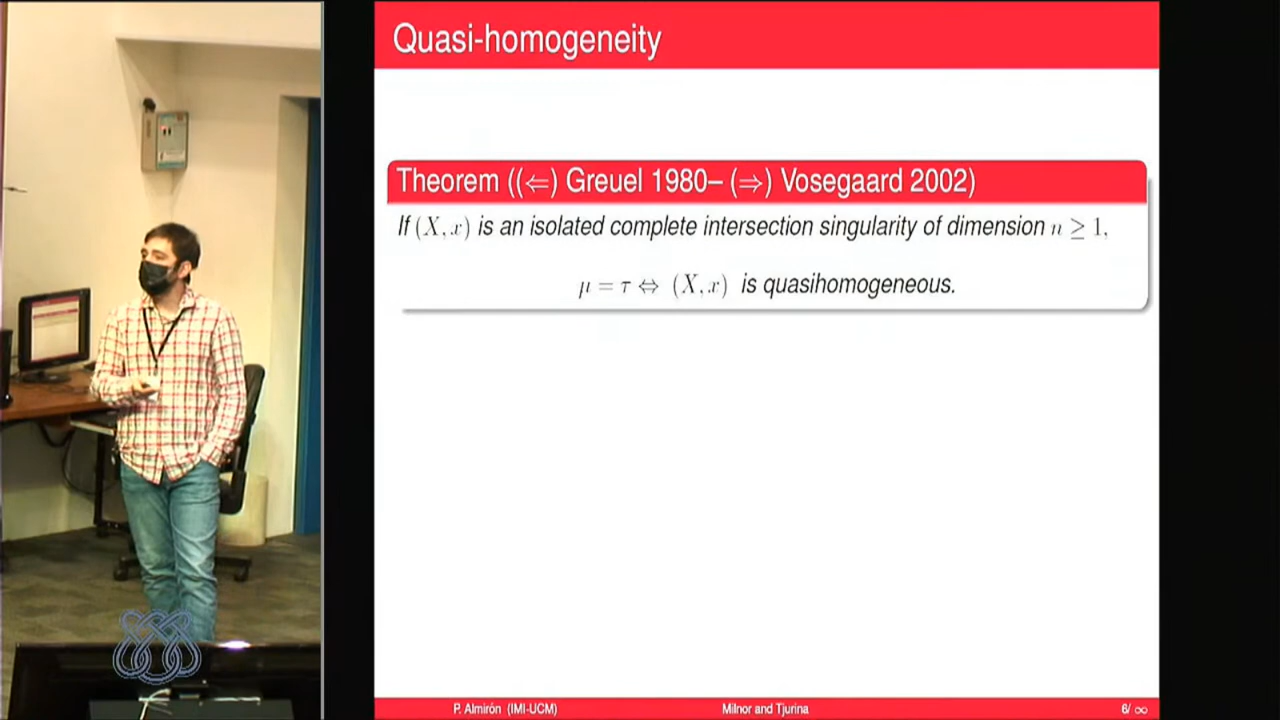 Quasi-homogeneity
Theorem ((⇐) Greuel 1980– (⇒) Vosegaard 2002)
If (X, x) is an isolated complete intersection singularity of dimension n ≥ 1,
μ = τ ⇔ (X, x) is quasihomogeneous.
P. Almirón (IMI-UCM) Milnor and Tjurina 6/ ∞